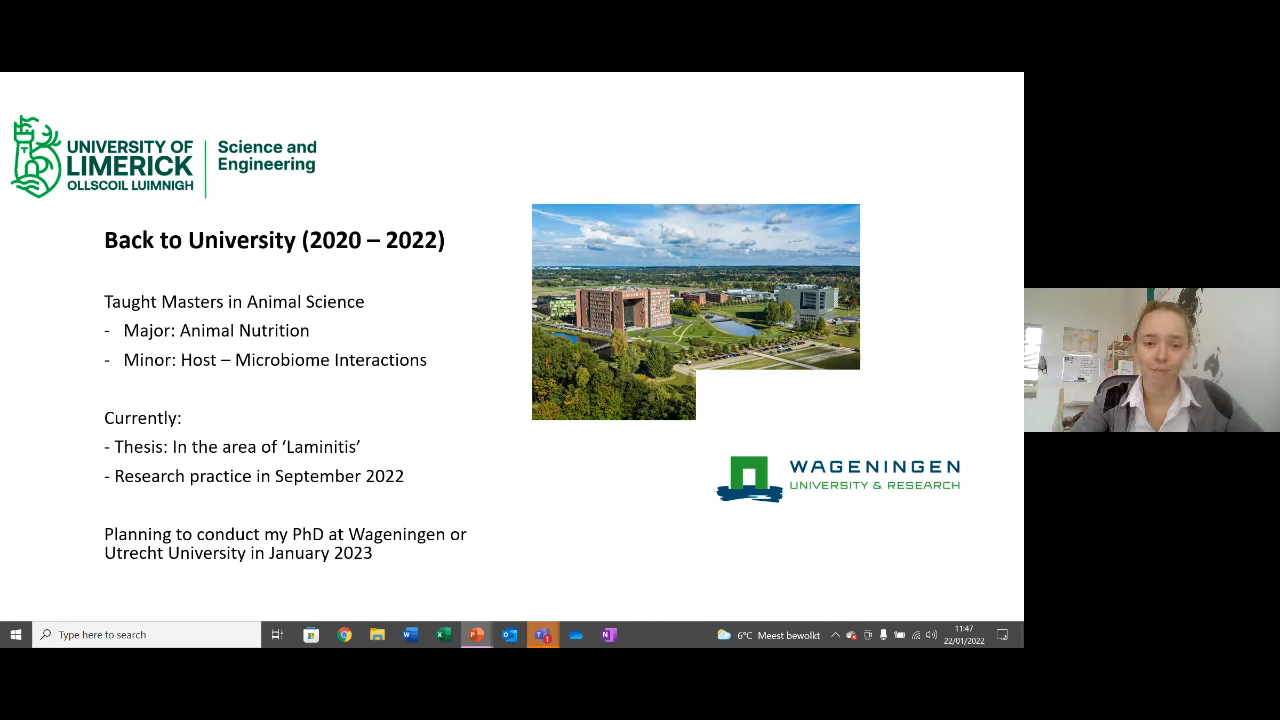 UNIVERSITY OF
LIMERICK
OLLSCOIL LUIMNIGH
Science and
Engineering
Back to University (2020 – 2022)
Taught Masters in Animal Science
- Major: Animal Nutrition
- Minor: Host – Microbiome Interactions
Currently:
- Thesis: In the area of ‘Laminitis’
- Research practice in September 2022
Planning to conduct my PhD at Wageningen or
Utrecht University in January 2023
WAGENINGEN
UNIVERSITY & RESEARCH
Type here to search
6°C Meest bewolkt
11:47
22/01/2022